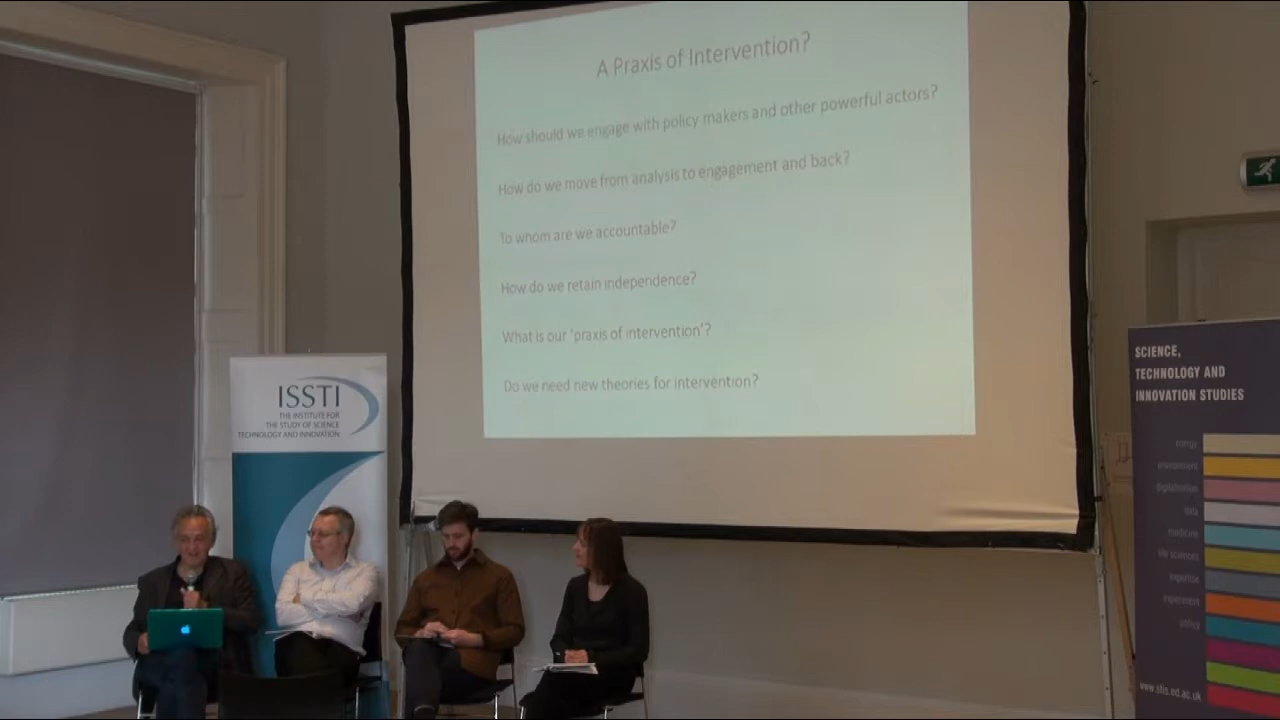 A Praxis of Intervention?
How should we engage with policy makers and other powerful actors?
How do we move from analysis to engagement and back?
To whom are we accountable?
How do we retain independence?
What is our 'praxis of intervention'?
Do we need new theories for intervention?
ISSTI
THE INSTITUTE FOR
THE STUDY OF SCIENCE
TECHNOLOGY AND INNOVATION
SCIENCE,
TECHNOLOGY AND
INNOVATION STUDIES
energy
environment
digitalisation
data
medicine
life sciences
expertise
experiment
policy
www.stis.ed.ac.uk